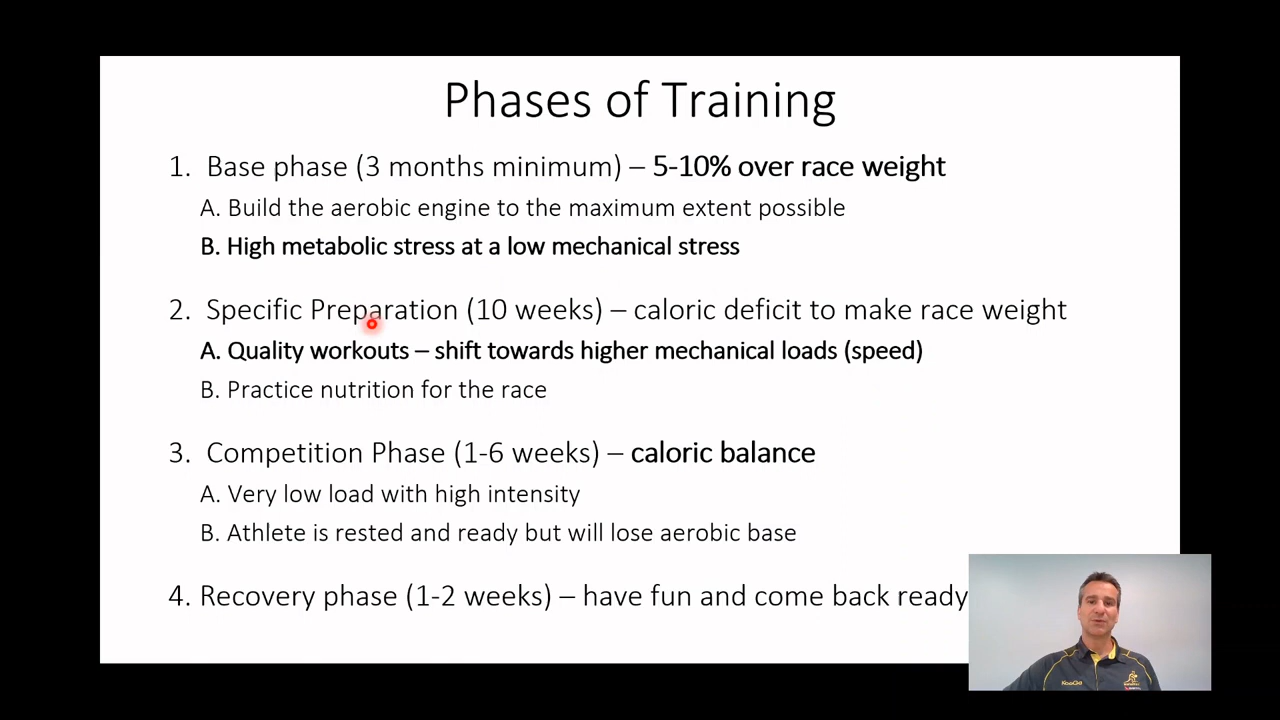 Phases of Training
1. Base phase (3 months minimum) – 5-10% over race weight
A. Build the aerobic engine to the maximum extent possible
B. High metabolic stress at a low mechanical stress
2. Specific Preparation (10 weeks) – caloric deficit to make race weight
A. Quality workouts – shift towards higher mechanical loads (speed)
B. Practice nutrition for the race
3. Competition Phase (1-6 weeks) – caloric balance
A. Very low load with high intensity
B. Athlete is rested and ready but will lose aerobic base
4. Recovery phase (1-2 weeks) – have fun and come back ready
KooGa